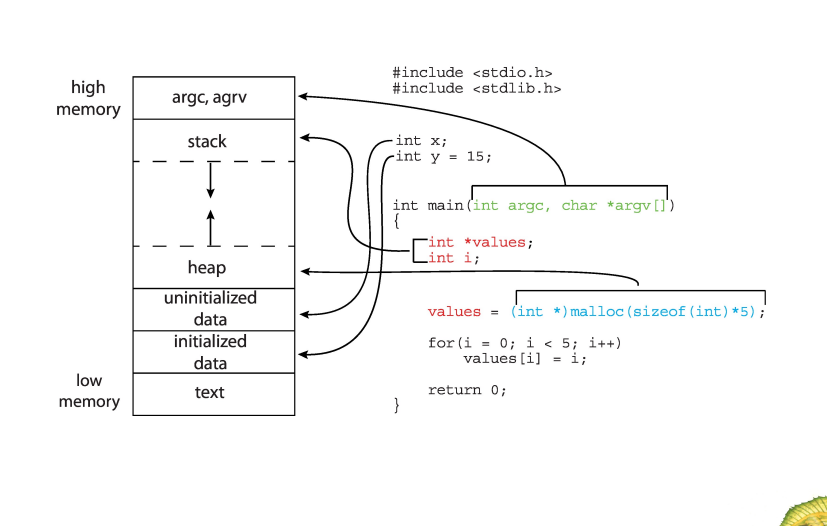 high
memory
argc, agrv
stack
heap
uninitialized
data
initialized
data
low
memory
text
#include <stdio.h>
#include <stdlib.h>
int x;
int y = 15;
int main(int argc, char *argv[])
{
int *values;
int i;
values = (int *)malloc(sizeof(int)*5);
for(i = 0; i < 5; i++)
values[i] = i;
return 0;
}